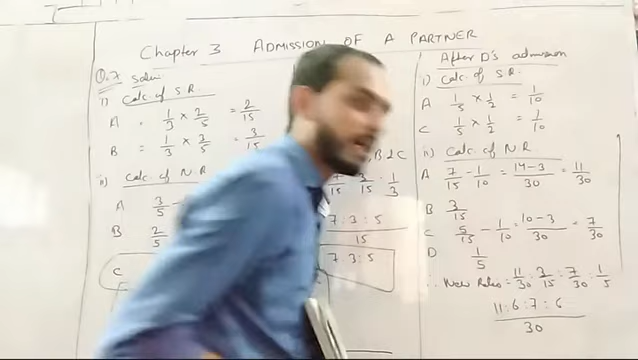 Chapter 3 ADMISSION OF A PARTNER
Q.7 Soln:
i) Calc. of S.R.
A = 1/3 × 2/5 = 2/15
B = 1/3 × 3/5 = 3/15
ii) Calc. of N.R
A 3/5 -
B 2/5
C
, B & C
: 3/15 : 1/3
7 : 3 : 5
15
7 : 3 : 5
After D's admission
i) Calc. of S.R.
A 1/5 × 1/2 = 1/10
C 1/5 × 1/2 = 1/10
ii) Calc. of N.R.
A 7/15 - 1/10 = 14-3/30 = 11/30
B 3/15
C 5/15 - 1/10 = 10-3/30 = 7/30
D 1/5
∴ New Ratio = 11/30 : 3/15 : 7/30 : 1/5
11 : 6 : 7 : 6
30